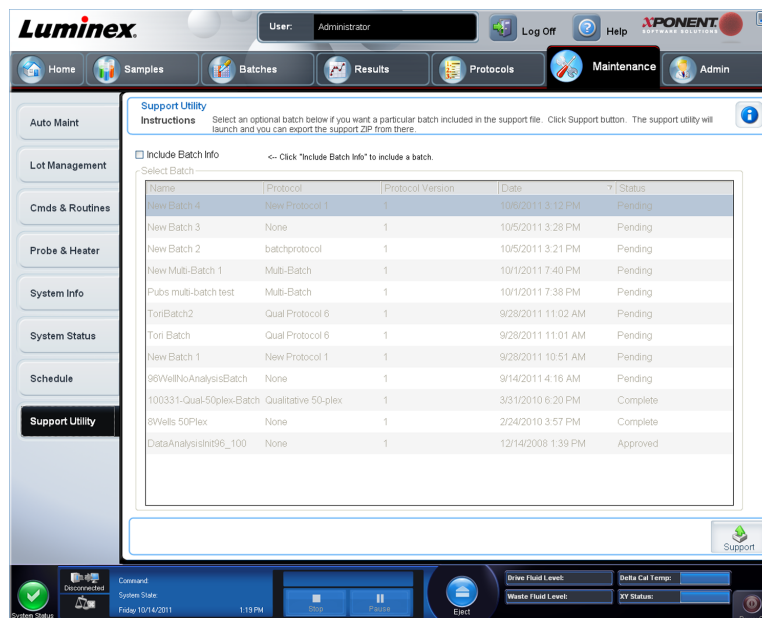 Luminex.
User: Administrator Log Off Help XPONENT.
SOFTWARE SOLUTIONS
Home Samples Batches Results Protocols Maintenance Admin
Auto Maint
Lot Management
Cmds & Routines
Probe & Heater
System Info
System Status
Schedule
Support Utility
Support Utility
Instructions Select an optional batch below if you want a particular batch included in the support file. Click Support button. The support utility will
launch and you can export the support ZIP from there.
Include Batch Info <-- Click "Include Batch Info" to include a batch.
Select Batch
Name Protocol Protocol Version Date Status
New Batch 4 New Protocol 1 1 10/6/2011 3:12 PM Pending
New Batch 3 None 1 10/5/2011 3:28 PM Pending
New Batch 2 batchprotocol 1 10/5/2011 3:21 PM Pending
New Multi-Batch 1 Multi-Batch 1 10/1/2011 7:40 PM Pending
Pubs multi-batch test Multi-Batch 1 10/1/2011 7:38 PM Pending
ToriBatch2 Qual Protocol 6 1 9/28/2011 11:02 AM Pending
Tori Batch Qual Protocol 6 1 9/28/2011 11:01 AM Pending
New Batch 1 New Protocol 1 1 9/28/2011 10:51 AM Pending
96WellNoAnalysisBatch None 1 9/14/2011 4:16 AM Pending
100331-Qual-50plex-Batch Qualitative 50-plex 1 3/31/2010 6:20 PM Complete
8Wells 50Plex None 1 2/24/2010 3:57 PM Complete
DataAnalysisInit96_100 None 1 12/14/2008 1:39 PM Approved
Support
System Status
Disconnected
Command:
System State:
Friday 10/14/2011 1:19 PM
Stop Pause
Eject
Drive Fluid Level: Delta Cal Temp:
Waste Fluid Level: XY Status: